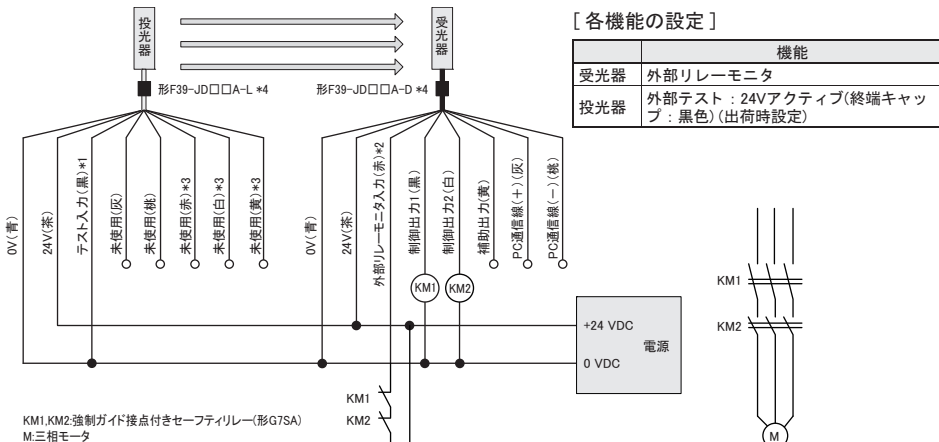 投光器
受光器
[ 各機能の設定 ]
機能
受光器 外部リレーモニタ
投光器 外部テスト：24Vアクティブ(終端キャップ：黒色)(出荷時設定)
形F39-JD□□A-L *4
形F39-JD□□A-D *4
0V(青)
24V(茶)
テスト入力(黒)*1
未使用(灰)
未使用(桃)
未使用(赤)*3
未使用(白)*3
未使用(黄)*3
0V(青)
24V(茶)
外部リレーモニタ入力(赤)*2
制御出力1(黒)
制御出力2(白)
補助出力(黄)
PC通信線(＋)(灰)
PC通信線(－)(桃)
KM1
KM2
+24 VDC
電源
0 VDC
KM1
KM2
KM1
KM2
M
KM1,KM2:強制ガイド接点付きセーフティリレー(形G7SA)
M:三相モータ